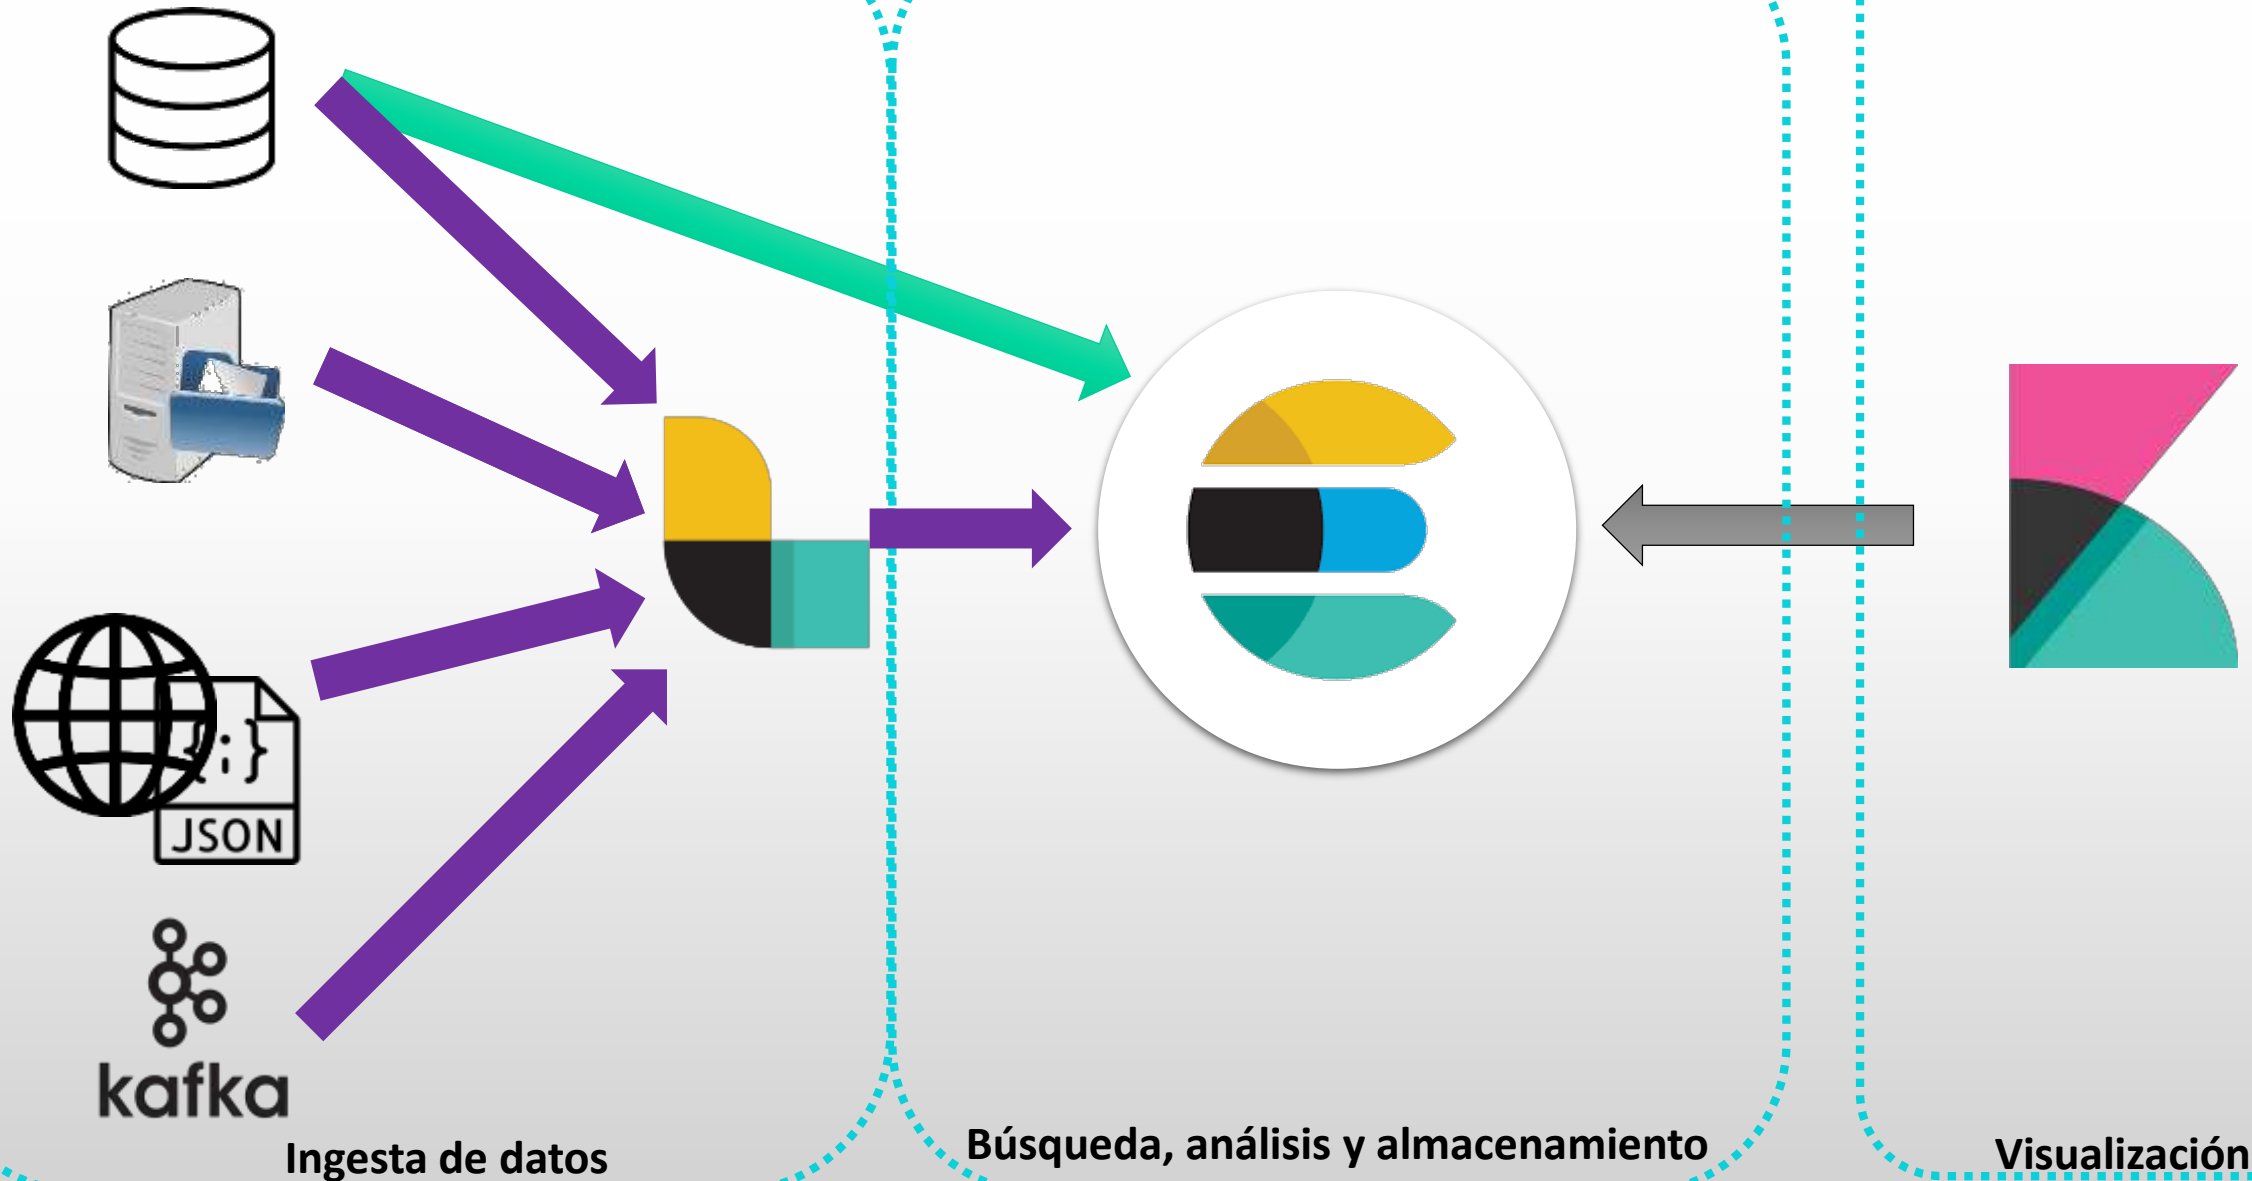 {;}
JSON
kafka
Ingesta de datos
Búsqueda, análisis y almacenamiento
Visualización